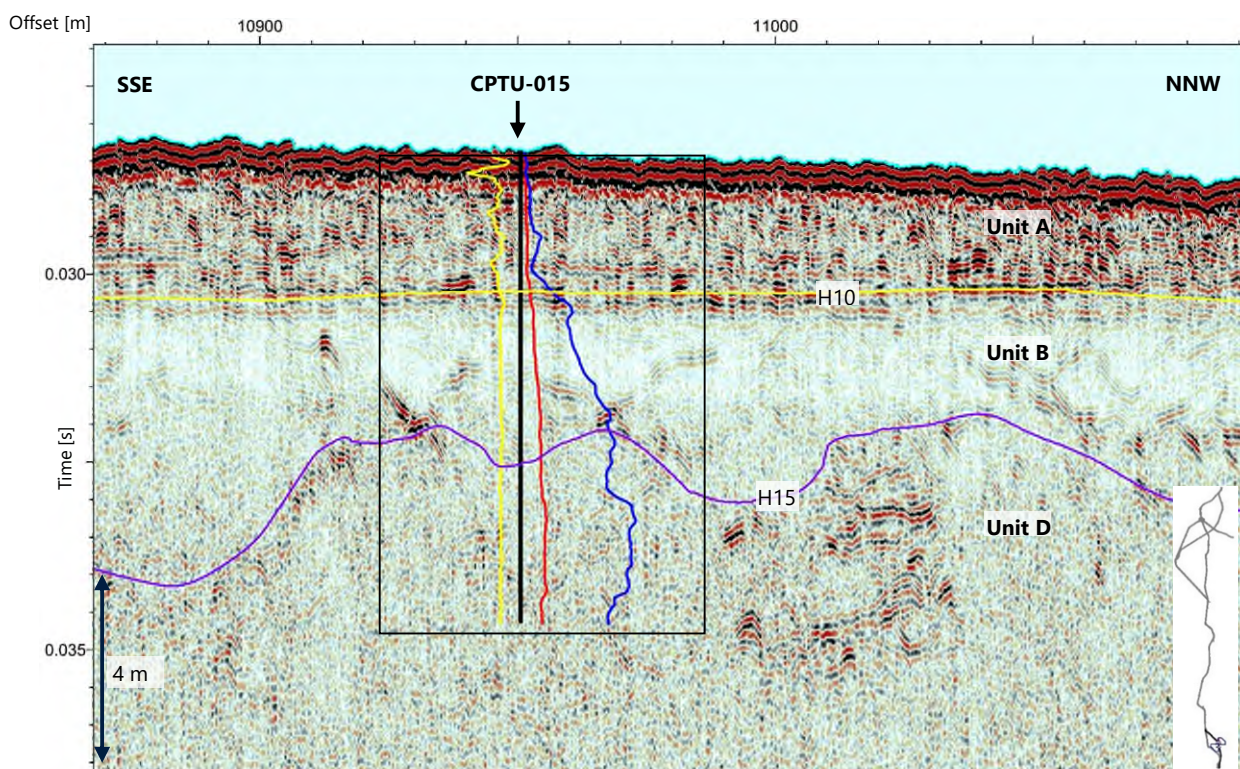 Offset [m]
10900
11000
SSE
CPTU-015
NNW
Unit A
0.030
H10
Unit B
Time [s]
H15
Unit D
0.035
4 m